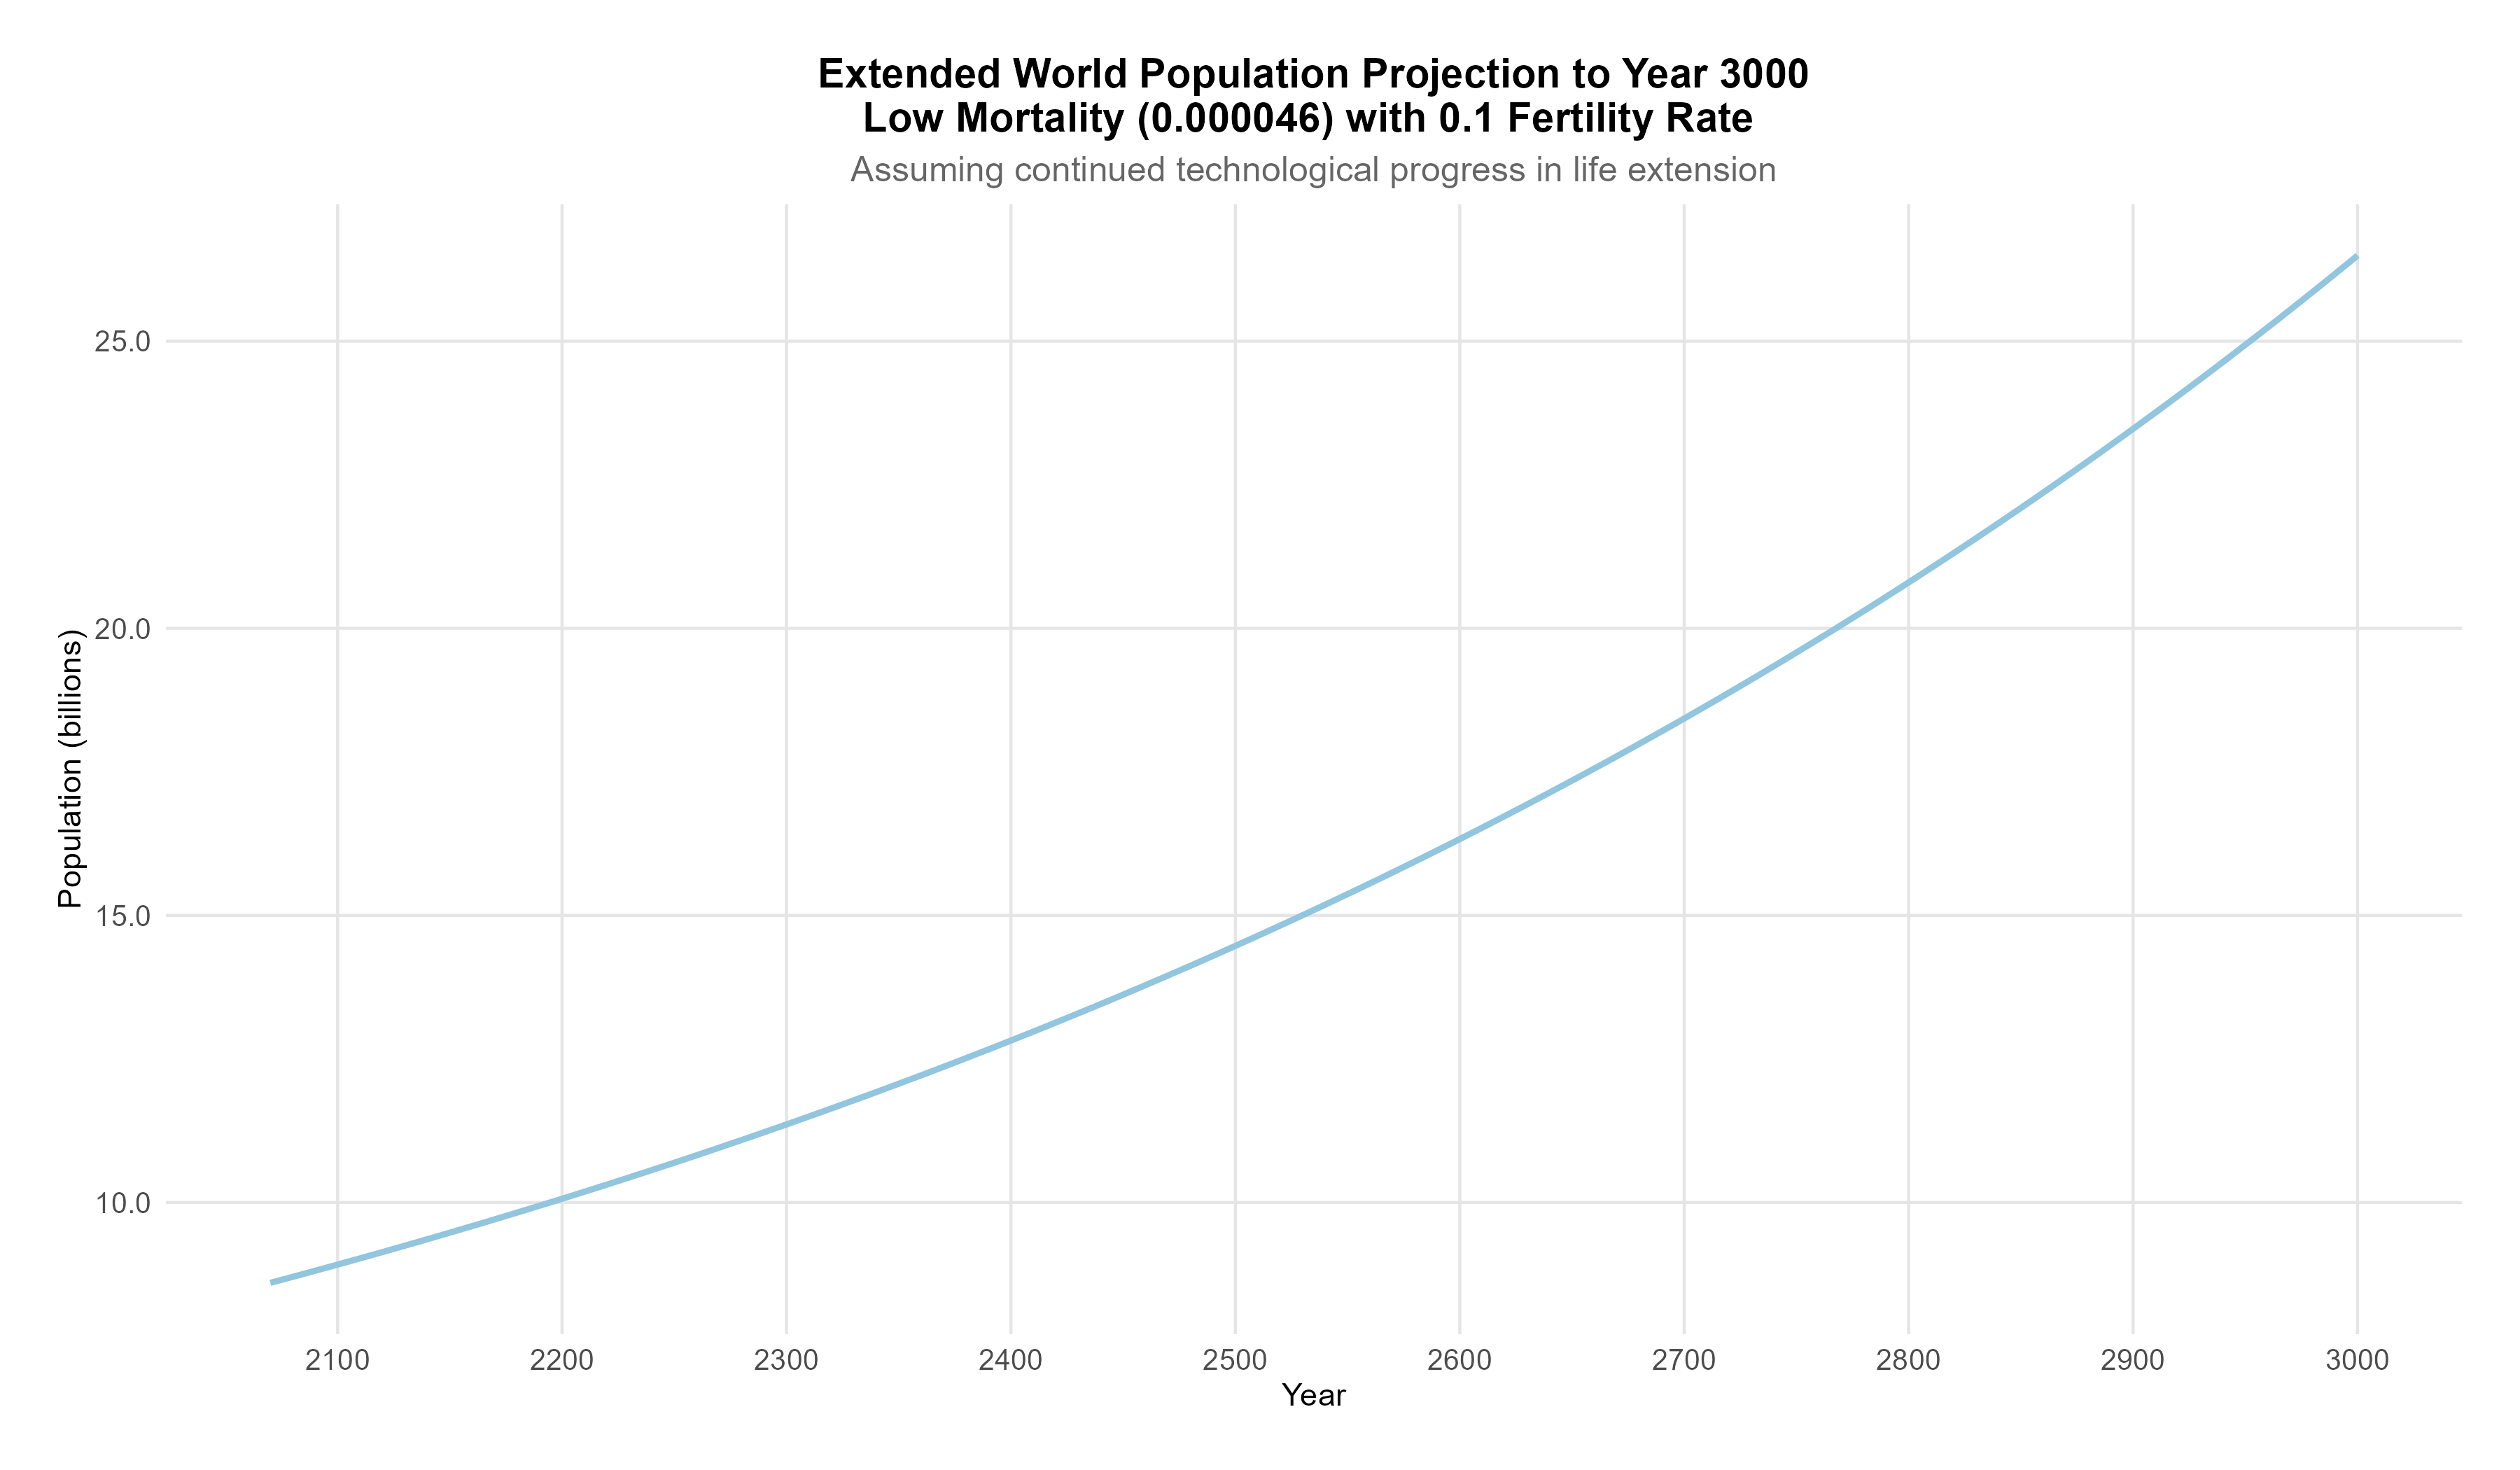 Extended World Population Projection to Year 3000
Low Mortality (0.000046) with 0.1 Fertility Rate
Assuming continued technological progress in life extension
Population (billions)
25.0
20.0
15.0
10.0
2100 2200 2300 2400 2500 2600 2700 2800 2900 3000
Year